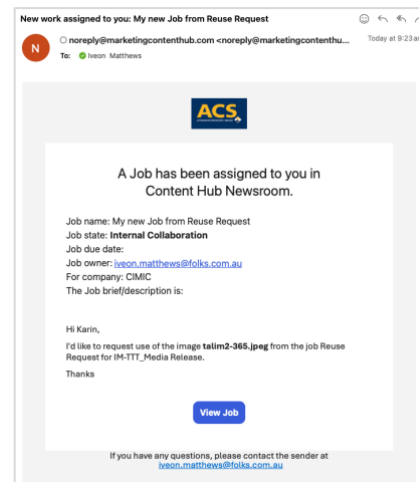 New work assigned to you: My new Job from Reuse Request
N
noreply@marketingcontenthub.com <noreply@marketingcontenthu...
Today at 9:23 am
To: Iveon Matthews
ACS
A Job has been assigned to you in
Content Hub Newsroom.
Job name: My new Job from Reuse Request
Job state: Internal Collaboration
Job due date:
Job owner: iveon.matthews@folks.com.au
For company: CIMIC
The Job brief/description is:
Hi Karin,
I'd like to request use of the image talim2-365.jpeg from the job Reuse
Request for IM-TTT_Media Release.
Thanks
View Job
If you have any questions, please contact the sender at
iveon.matthews@folks.com.au